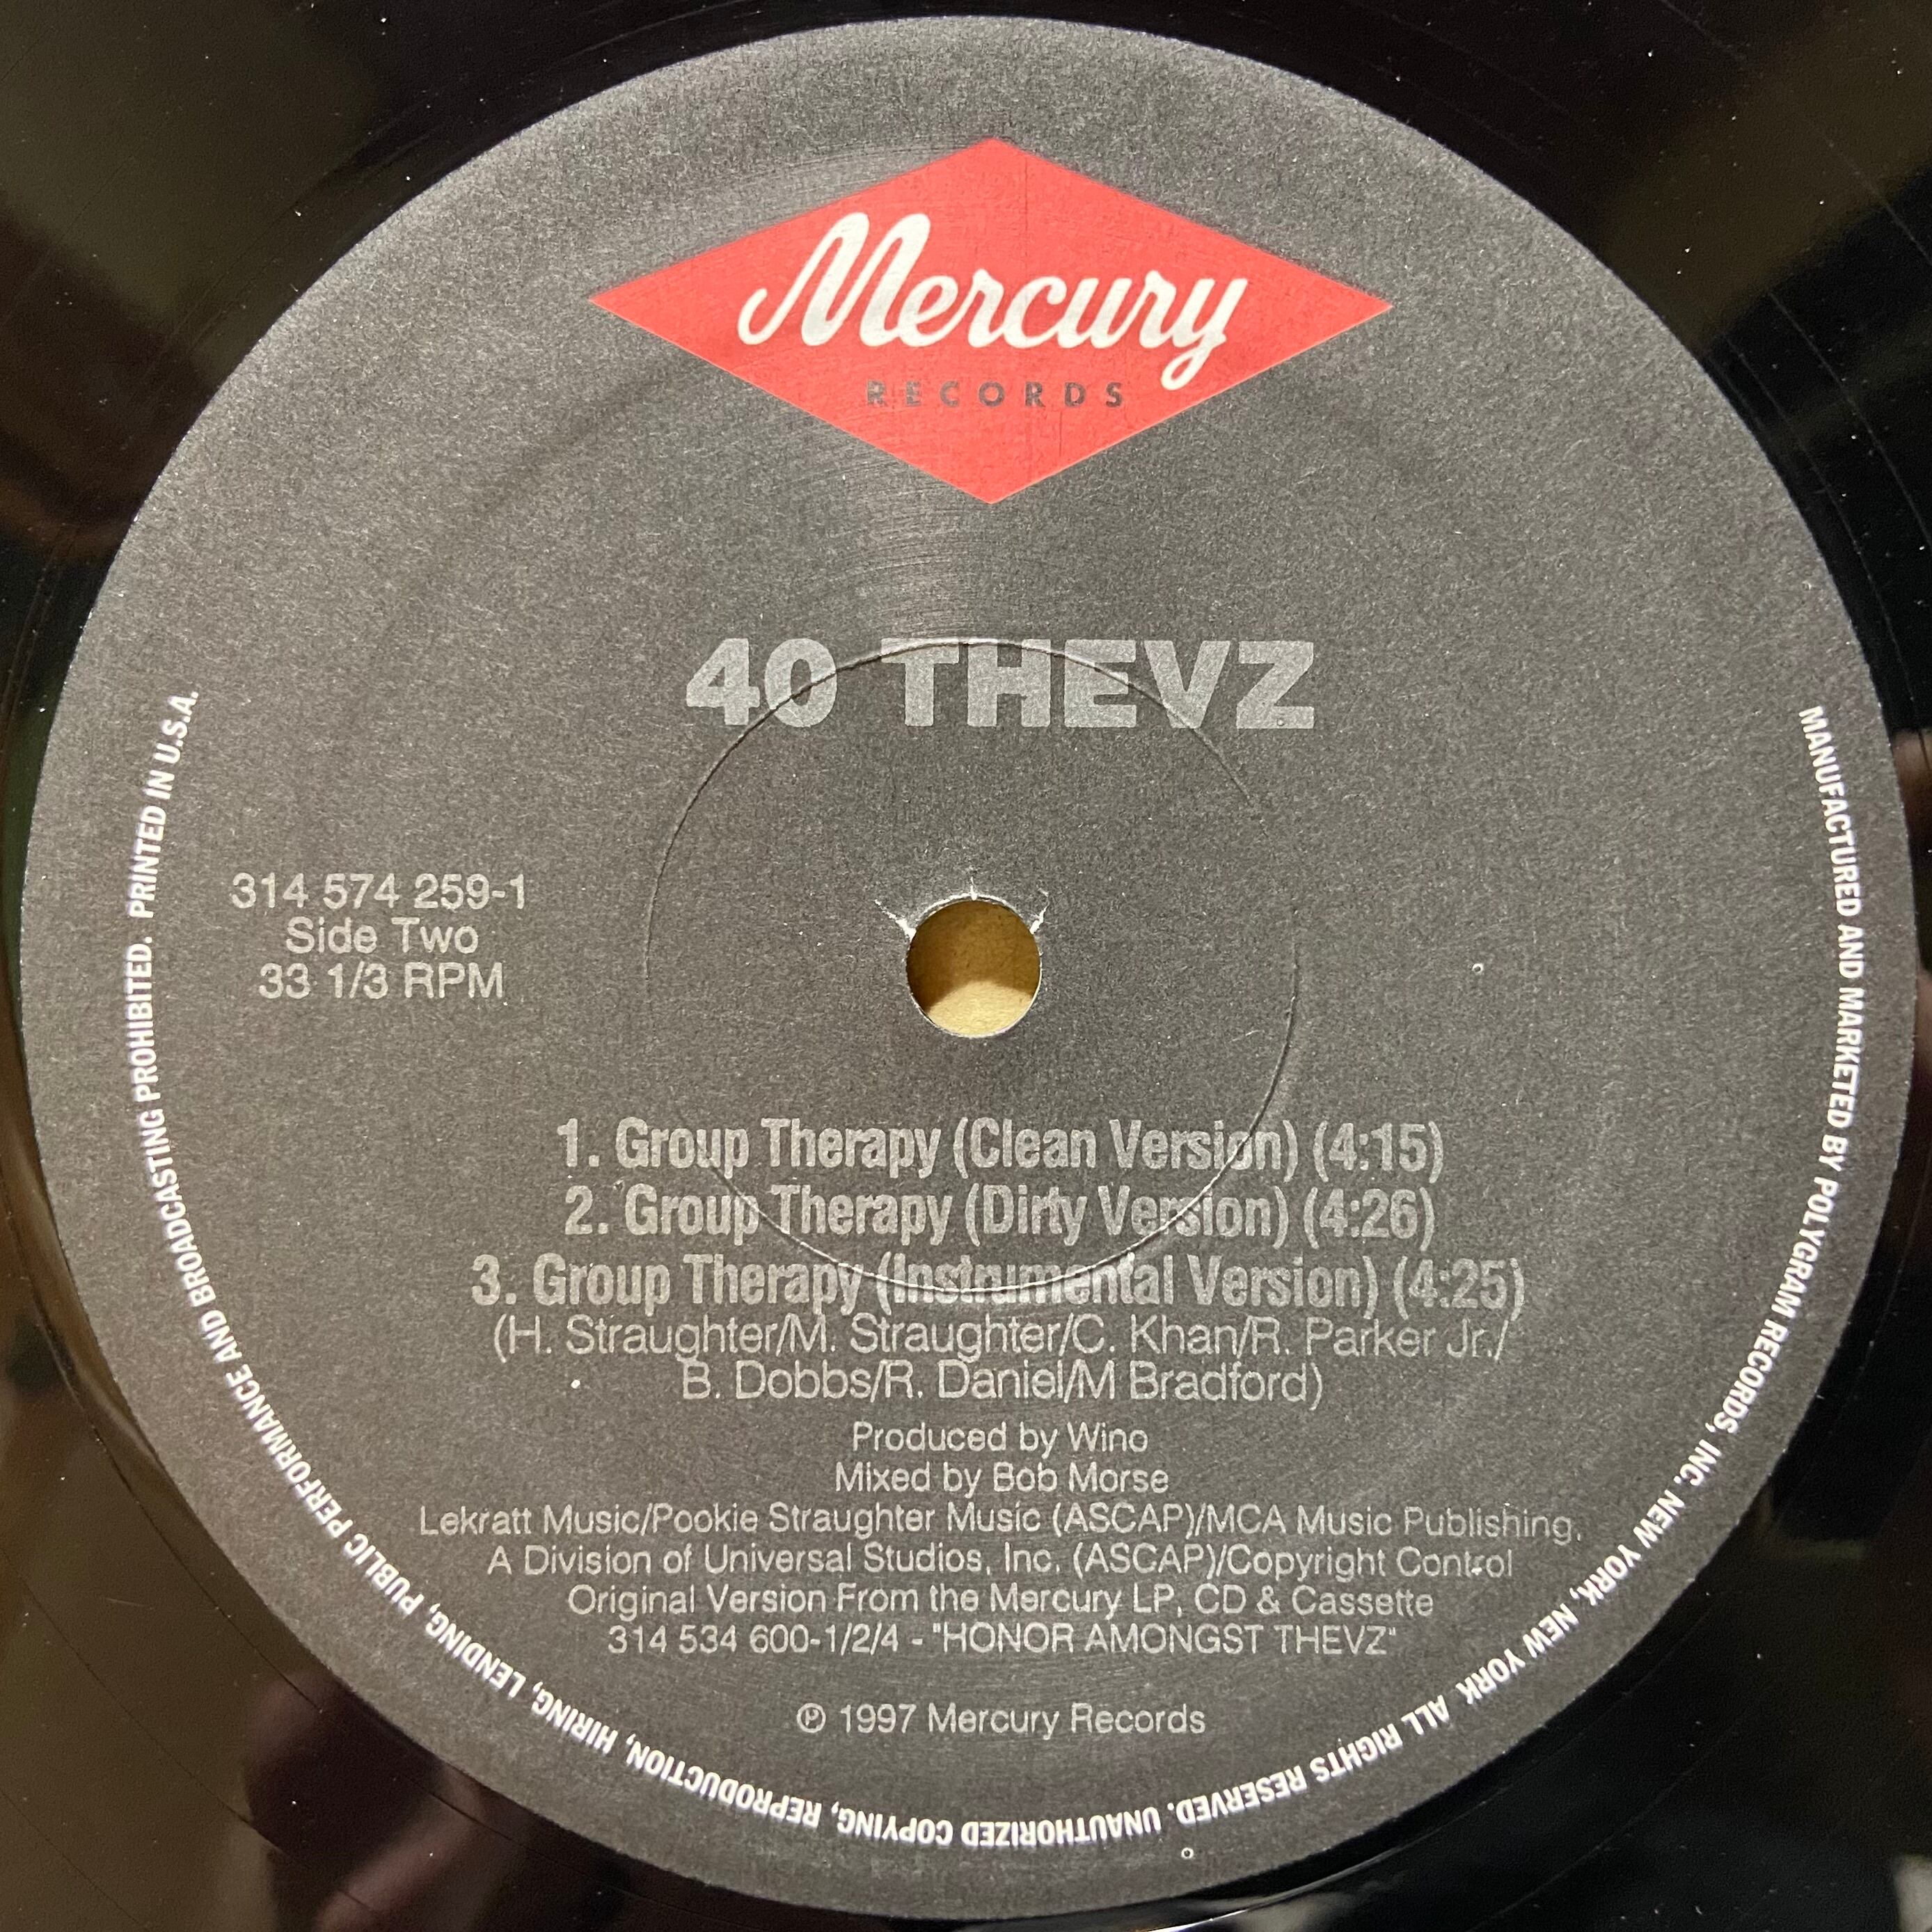 Mercury
RECORDS
40 THEVZ
314 574 259-1
Side Two
33 1/3 RPM
1. Group Therapy (Clean Version) (4:15)
2. Group Therapy (Dirty Version) (4:26)
3. Group Therapy (Instrumental Version) (4:25)
(H. Straughter/M. Straughter/C. Khan/R. Parker Jr./
B. Dobbs/R. Daniel/M Bradford)
Produced by Wino
Mixed by Bob Morse
Lekratt Music/Pookie Straughter Music (ASCAP)/MCA Music Publishing,
A Division of Universal Studios, Inc. (ASCAP)/Copyright Control
Original Version From the Mercury LP, CD & Cassette
314 534 600-1/2/4 - "HONOR AMONGST THEVZ"
℗ 1997 Mercury Records
MANUFACTURED AND MARKETED BY POLYGRAM RECORDS, INC. NEW YORK, NEW YORK ALL RIGHTS RESERVED. UNAUTHORIZED COPYING, REPRODUCTION, HIRING, LENDING, PUBLIC PERFORMANCE AND BROADCASTING PROHIBITED. PRINTED IN U.S.A.